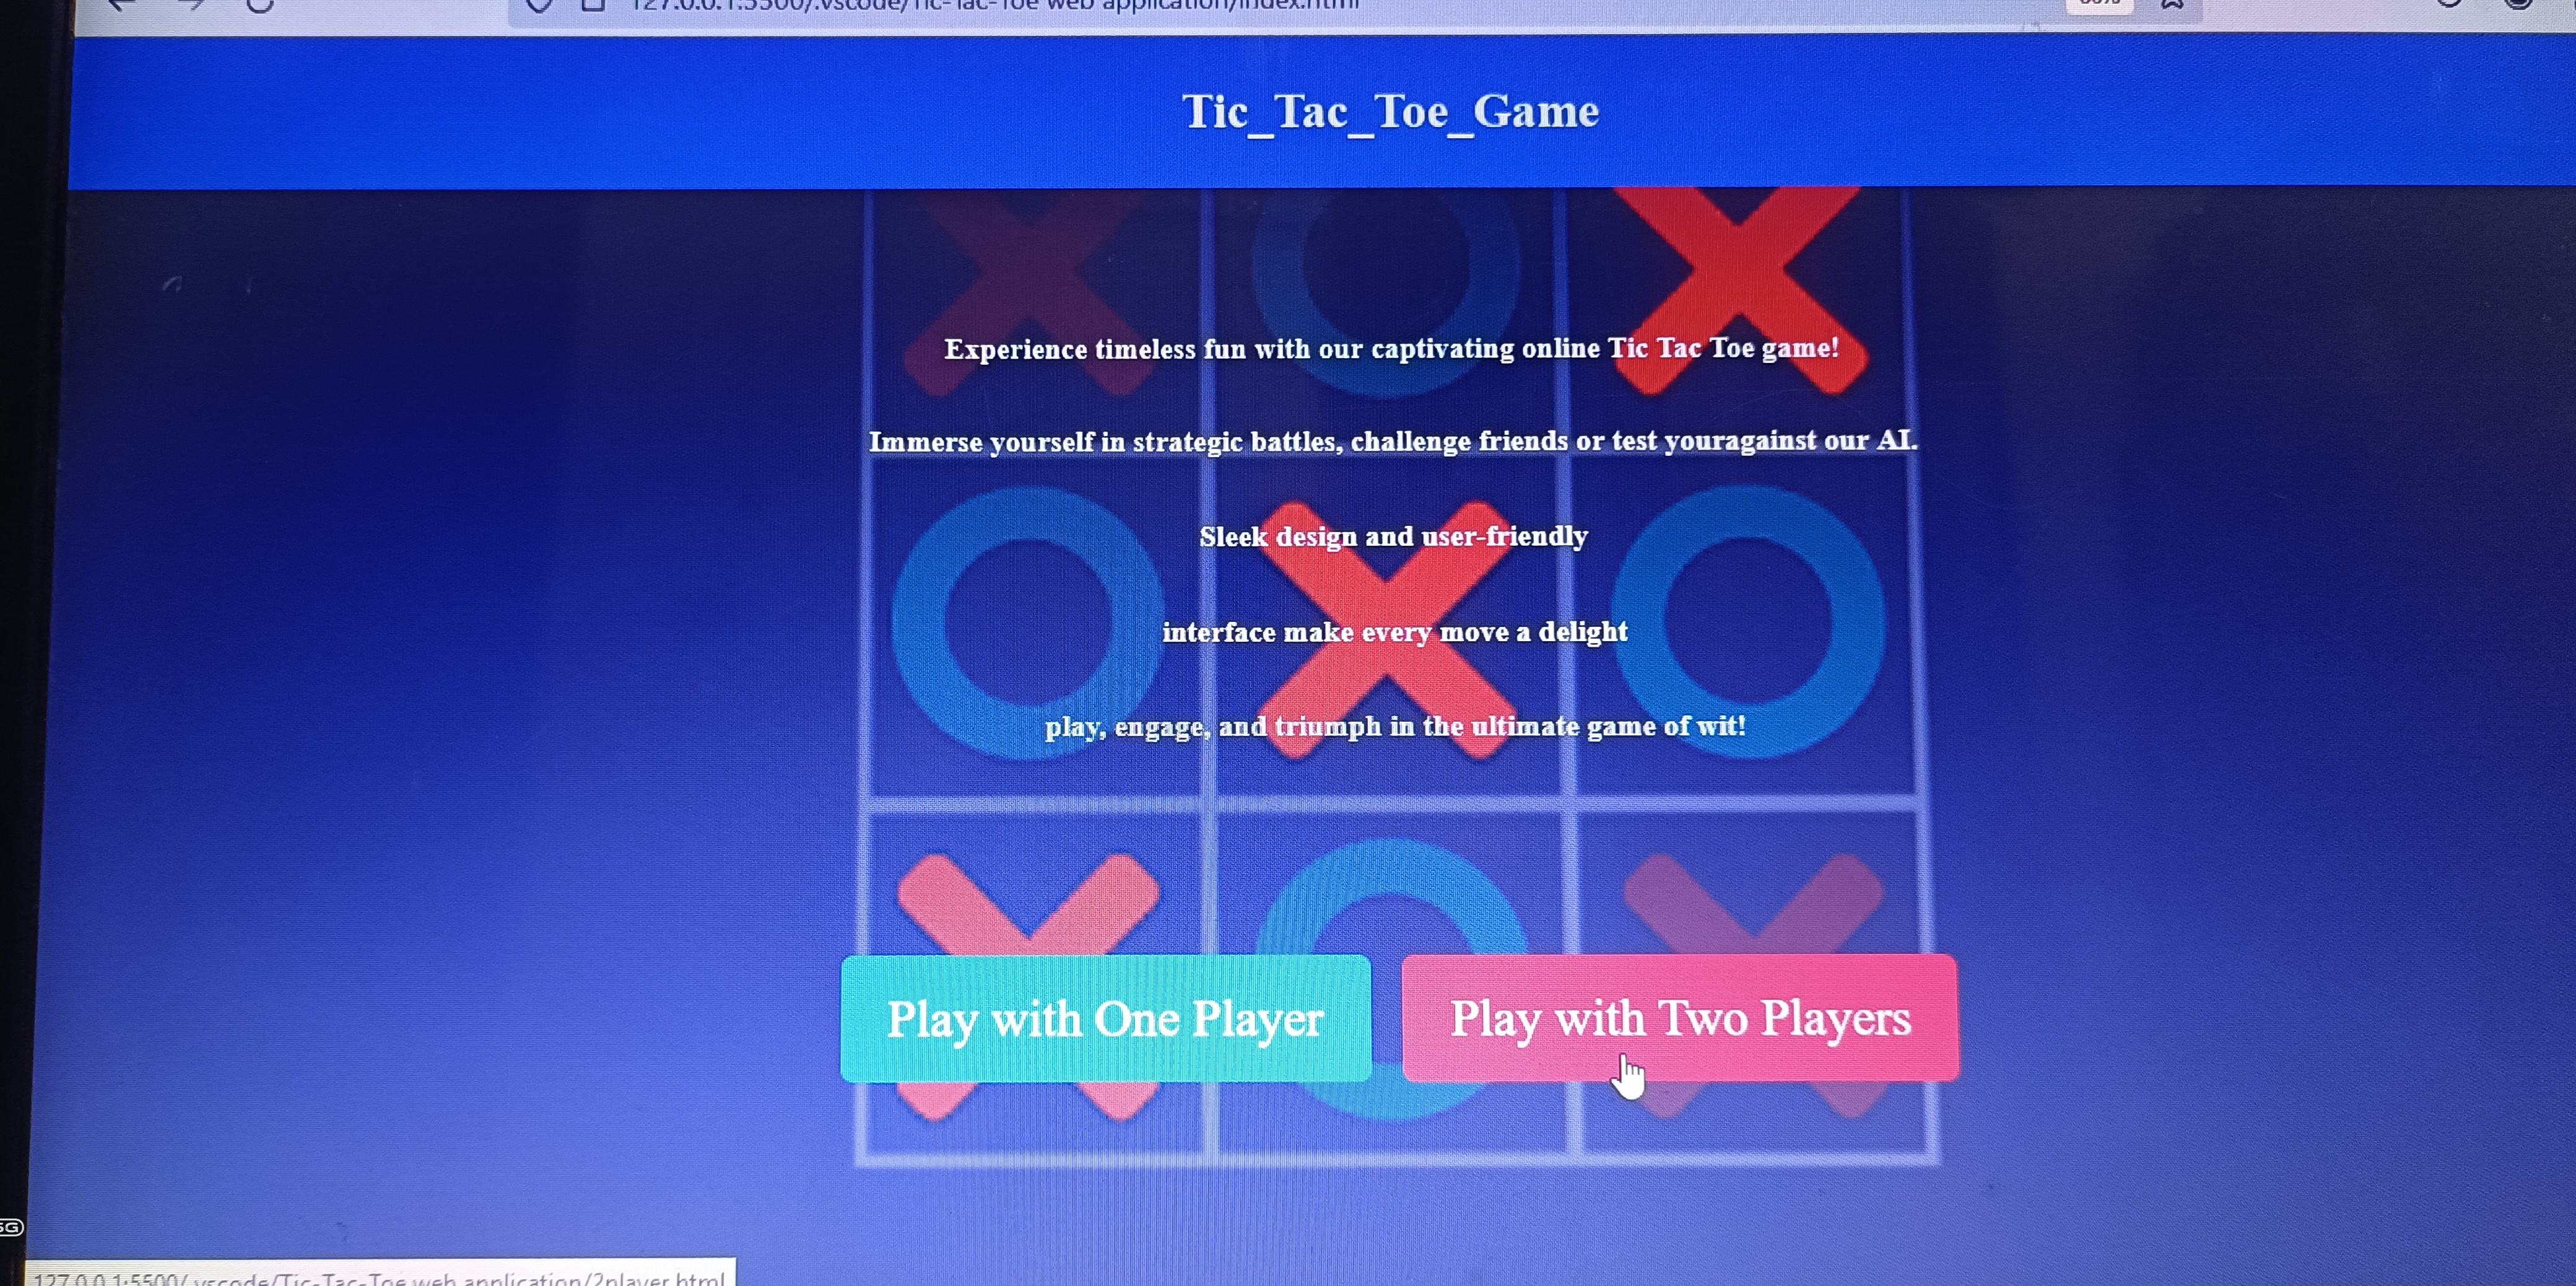 127.0.0.1:5500/.vscode/Tic-Tac-Toe web application/index.html
Tic_Tac_Toe_Game
Experience timeless fun with our captivating online Tic Tac Toe game!
Immerse yourself in strategic battles, challenge friends or test youragainst our AI.
Sleek design and user-friendly
interface make every move a delight
play, engage, and triumph in the ultimate game of wit!
Play with One Player
Play with Two Players
5G
127.0.0.1:5500/.vscode/Tic-Tac-Toe web application/2player.html